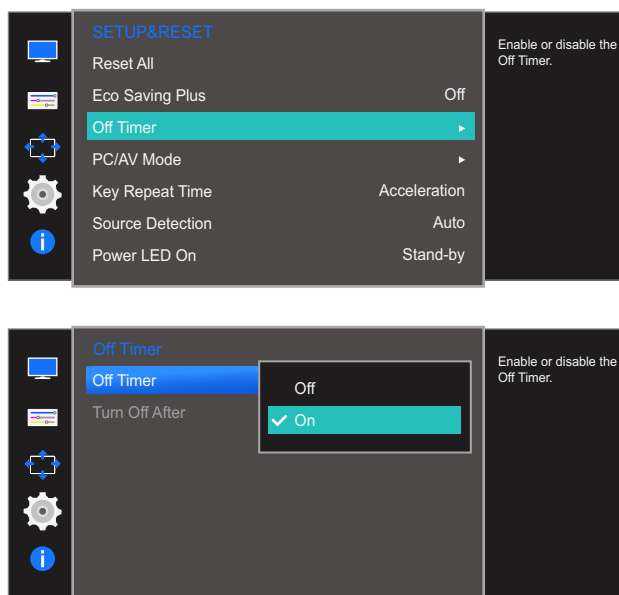 SETUP&RESET
Reset All
Eco Saving Plus Off
Off Timer
PC/AV Mode
Key Repeat Time Acceleration
Source Detection Auto
Power LED On Stand-by
Enable or disable the
Off Timer.
Off Timer
Off Timer
Turn Off After
Off
On
Enable or disable the
Off Timer.